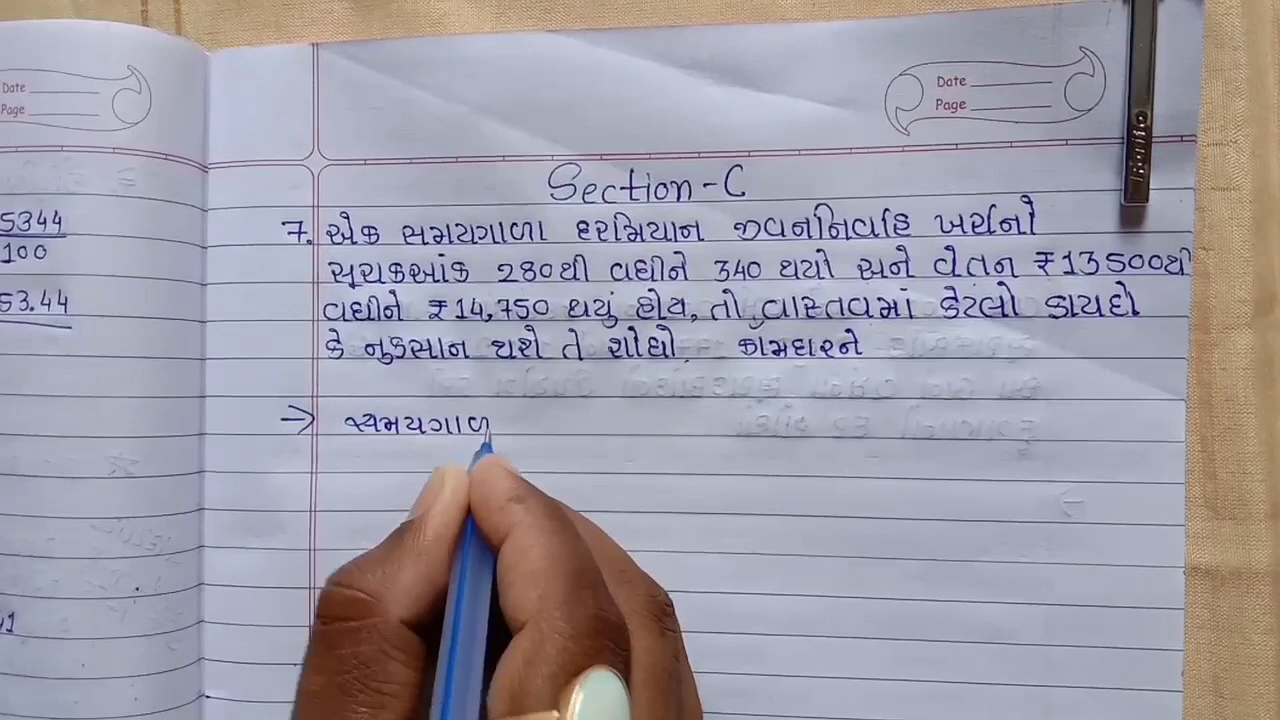 Date
Page
Date
Page
Section-C
5344
100
53.44
7. એક સમયગાળા દરમિયાન જીવનનિર્વાહ ખર્ચનો
સૂચકઆંક 280થી વધીને 340 થયો અને વેતન ₹13500થી
વધીને ₹14,750 થયું હોય, તો વાસ્તવમાં કેટલો ફાયદો
કે નુકસાન થશે તે શોધો. કામદારને
→ સમયગાળ
Rorito